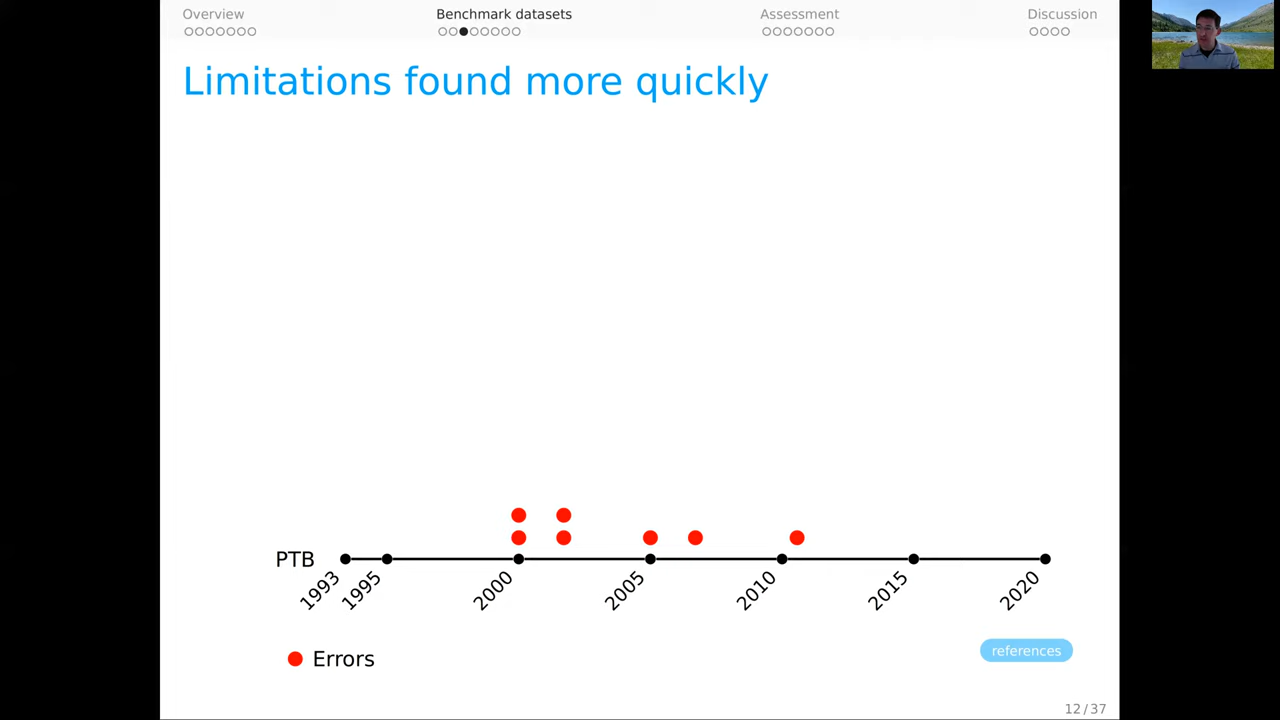 Overview
Benchmark datasets
Assessment
Discussion
Limitations found more quickly
PTB
1993
1995
2000
2005
2010
2015
2020
Errors
references
12 / 37